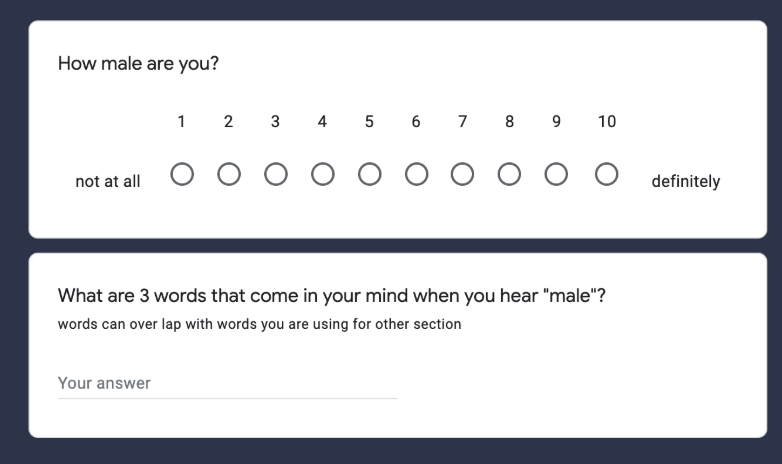 How male are you?
1 2 3 4 5 6 7 8 9 10
not at all definitely
What are 3 words that come in your mind when you hear "male"?
words can over lap with words you are using for other section
Your answer